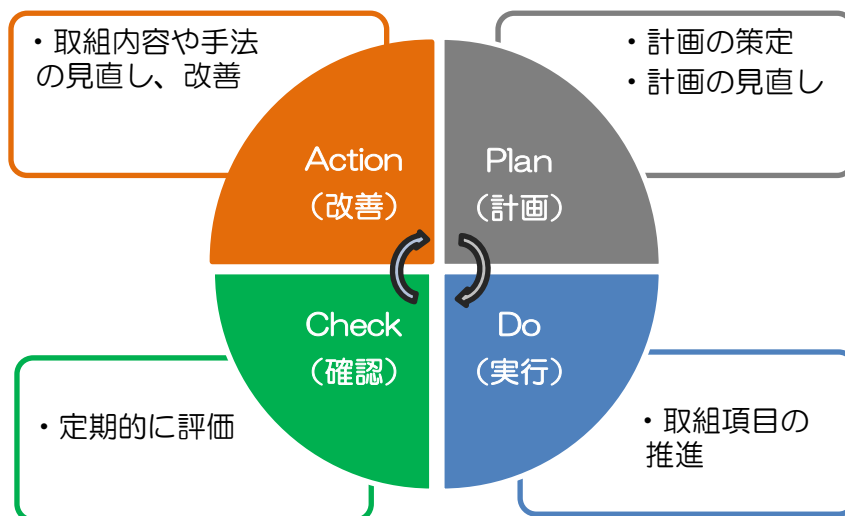 ・取組内容や手法
の見直し、改善
・計画の策定
・計画の見直し
Action
（改善）
Plan
（計画）
Check
（確認）
Do
（実行）
・定期的に評価
・取組項目の
推進